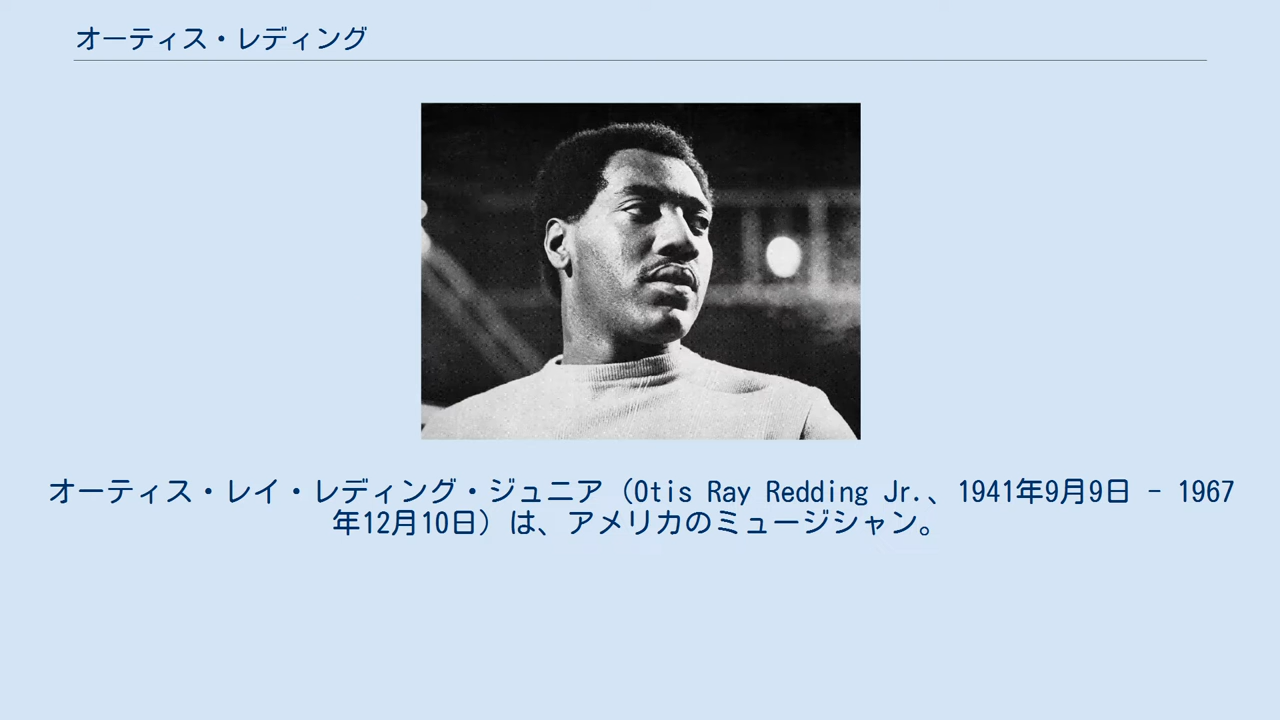 オーティス・レディング
オーティス・レイ・レディング・ジュニア（Otis Ray Redding Jr.、1941年9月9日 - 1967
年12月10日）は、アメリカのミュージシャン。